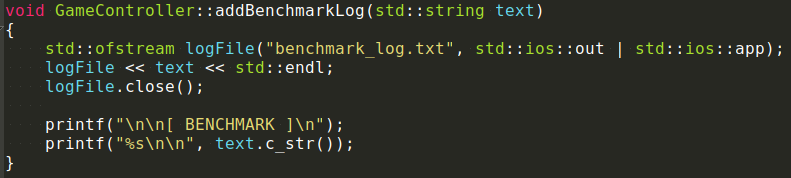 void GameController::addBenchmarkLog(std::string text)
{
    std::ofstream logFile("benchmark_log.txt", std::ios::out | std::ios::app);
    logFile << text << std::endl;
    logFile.close();

    printf("\n\n[ BENCHMARK ]\n");
    printf("%s\n\n", text.c_str());
}